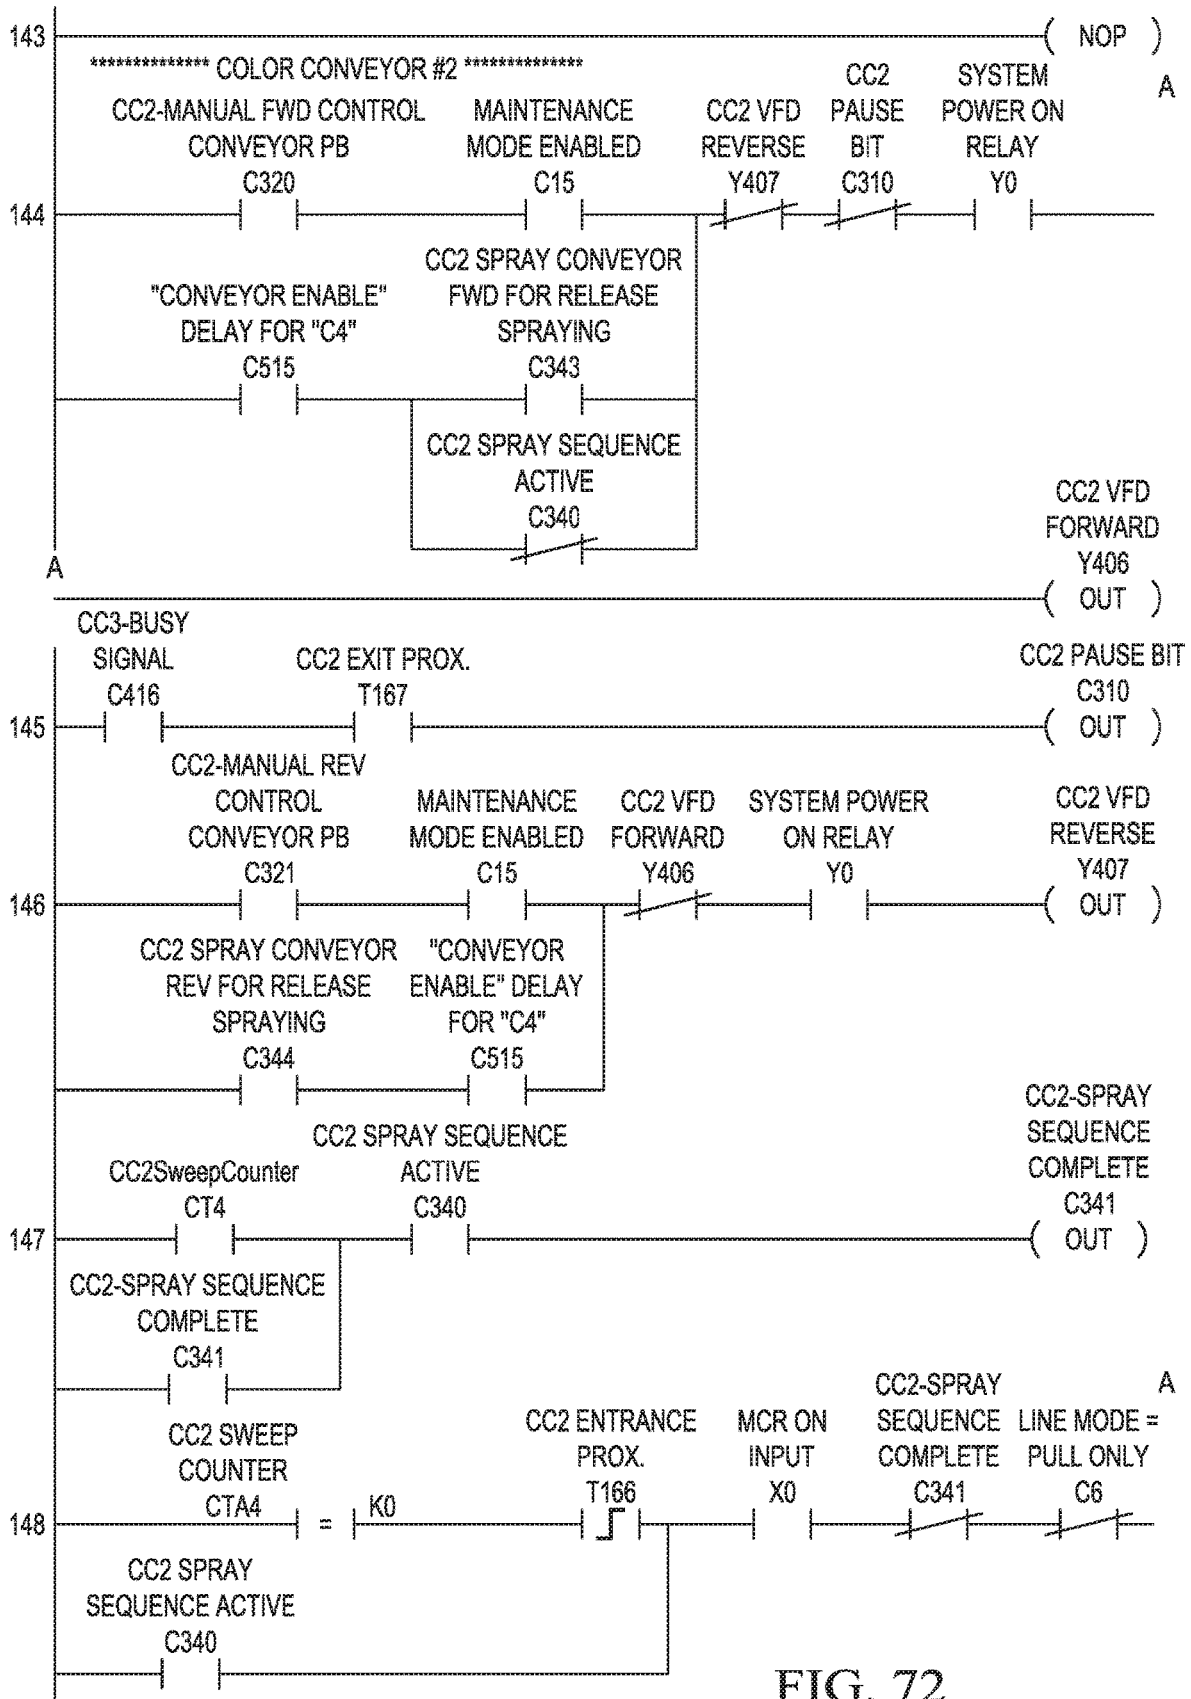 143
NOP
************** COLOR CONVEYOR #2 **************
A
CC2-MANUAL FWD CONTROL
CONVEYOR PB
C320
MAINTENANCE
MODE ENABLED
C15
CC2 VFD
REVERSE
Y407
CC2
PAUSE
BIT
C310
SYSTEM
POWER ON
RELAY
Y0
144
"CONVEYOR ENABLE"
DELAY FOR "C4"
C515
CC2 SPRAY CONVEYOR
FWD FOR RELEASE
SPRAYING
C343
CC2 SPRAY SEQUENCE
ACTIVE
C340
A
CC2 VFD
FORWARD
Y406
OUT
CC3-BUSY
SIGNAL
C416
CC2 EXIT PROX.
T167
CC2 PAUSE BIT
C310
145
OUT
CC2-MANUAL REV
CONTROL
CONVEYOR PB
C321
MAINTENANCE
MODE ENABLED
C15
CC2 VFD
FORWARD
Y406
SYSTEM POWER
ON RELAY
Y0
CC2 VFD
REVERSE
Y407
146
OUT
CC2 SPRAY CONVEYOR
REV FOR RELEASE
SPRAYING
C344
"CONVEYOR
ENABLE" DELAY
FOR "C4"
C515
CC2SweepCounter
CT4
CC2 SPRAY SEQUENCE
ACTIVE
C340
CC2-SPRAY
SEQUENCE
COMPLETE
C341
147
OUT
CC2-SPRAY SEQUENCE
COMPLETE
C341
A
CC2 SWEEP
COUNTER
CTA4
=
K0
CC2 ENTRANCE
PROX.
T166
MCR ON
INPUT
X0
CC2-SPRAY
SEQUENCE
COMPLETE
C341
LINE MODE =
PULL ONLY
C6
148
CC2 SPRAY
SEQUENCE ACTIVE
C340
FIG. 72